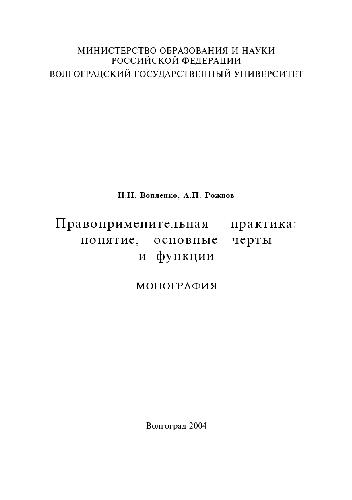 МИНИСТЕРСТВО ОБРАЗОВАНИЯ И НАУКИ
РОССИЙСКОЙ ФЕДЕРАЦИИ
ВОЛГОГРАДСКИЙ ГОСУДАРСТВЕННЫЙ УНИВЕРСИТЕТ
Н.Н. Вопленко, А.П. Рожнов
Правоприменительная практика:
понятие, основные черты
и функции
МОНОГРАФИЯ
Волгоград 2004